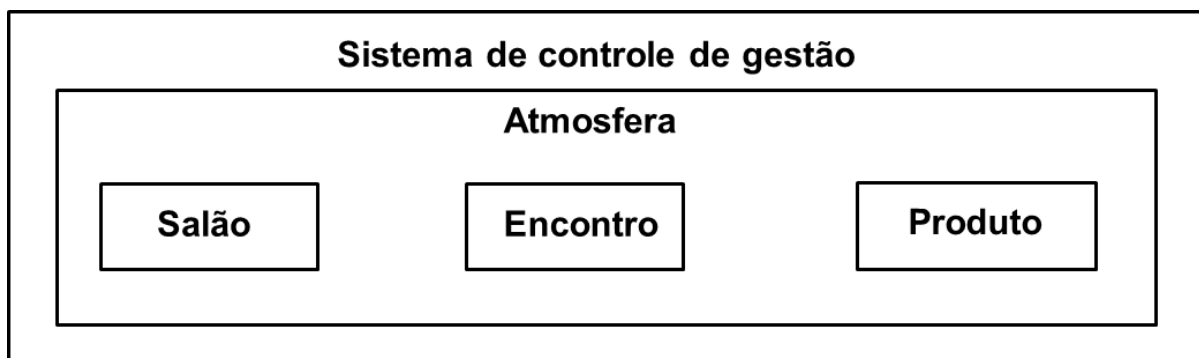 Sistema de controle de gestão
Atmosfera
Salão
Encontro
Produto